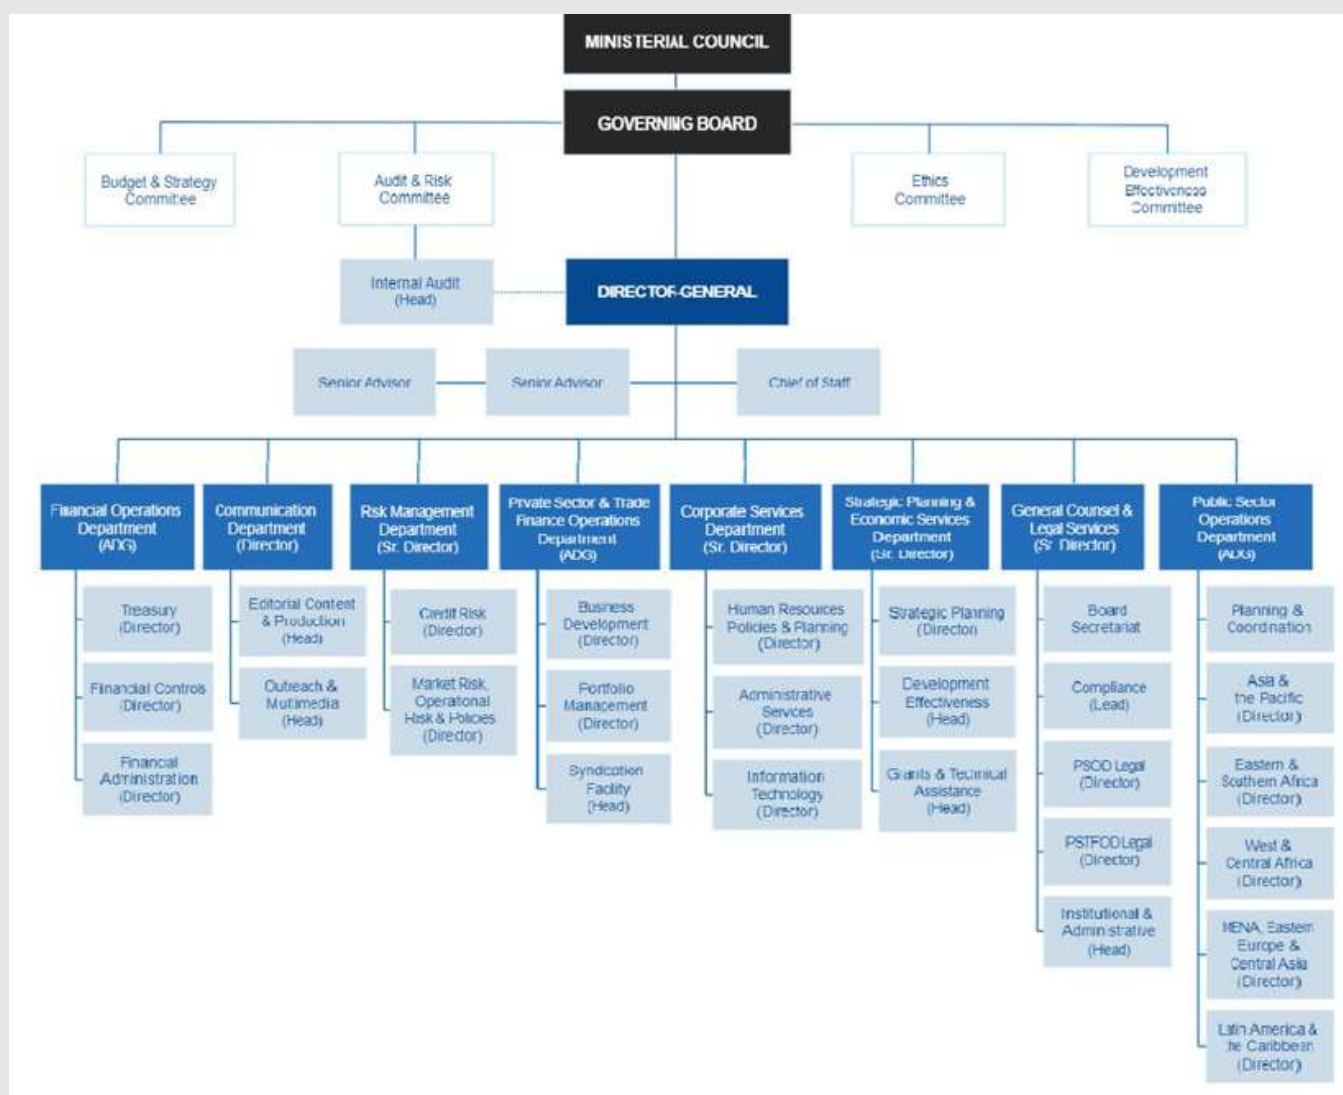 MINISTERIAL COUNCIL
GOVERNING BOARD
Budget & Strategy
Committee
Audit & Risk
Committee
Ethics
Committee
Development
Effectiveness
Committee
Internal Audit
(Head)
DIRECTOR-GENERAL
Senior Advisor
Senior Advisor
Chief of Staff
Financial Operations
Department
(ADG)
Communication
Department
(Director)
Risk Management
Department
(Sr. Director)
Private Sector & Trade
Finance Operations
Department
(ADG)
Corporate Services
Department
(Sr. Director)
Strategic Planning &
Economic Services
Department
(Sr. Director)
General Counsel &
Legal Services
(Sr. Director)
Public Sector
Operations
Department
(ADG)
Treasury
(Director)
Financial Controls
(Director)
Financial
Administration
(Director)
Editorial Content
& Production
(Head)
Outreach &
Multimedia
(Head)
Credit Risk
(Director)
Market Risk,
Operational
Risk & Policies
(Director)
Business
Development
(Director)
Portfolio
Management
(Director)
Syndication
Facility
(Head)
Human Resources
Policies & Planning
(Director)
Administrative
Services
(Director)
Information
Technology
(Director)
Strategic Planning
(Director)
Development
Effectiveness
(Head)
Grants & Technical
Assistance
(Head)
Board
Secretariat
Compliance
(Lead)
PSOD Legal
(Director)
PSTFOD Legal
(Director)
Institutional &
Administrative
(Head)
Planning &
Coordination
Asia &
the Pacific
(Director)
Eastern &
Southern Africa
(Director)
West &
Central Africa
(Director)
MENA, Eastern
Europe &
Central Asia
(Director)
Latin America &
the Caribbean
(Director)